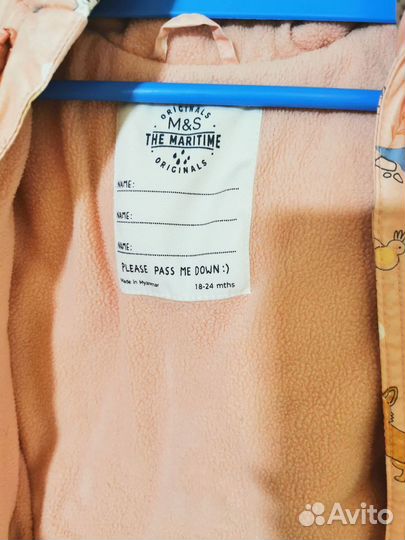 ORIGINALS
M&S
THE MARITIME
ORIGINALS
NAME:
NAME:
NAME:
PLEASE PASS ME DOWN :)
Made in Myanmar
18-24 mths
Avito